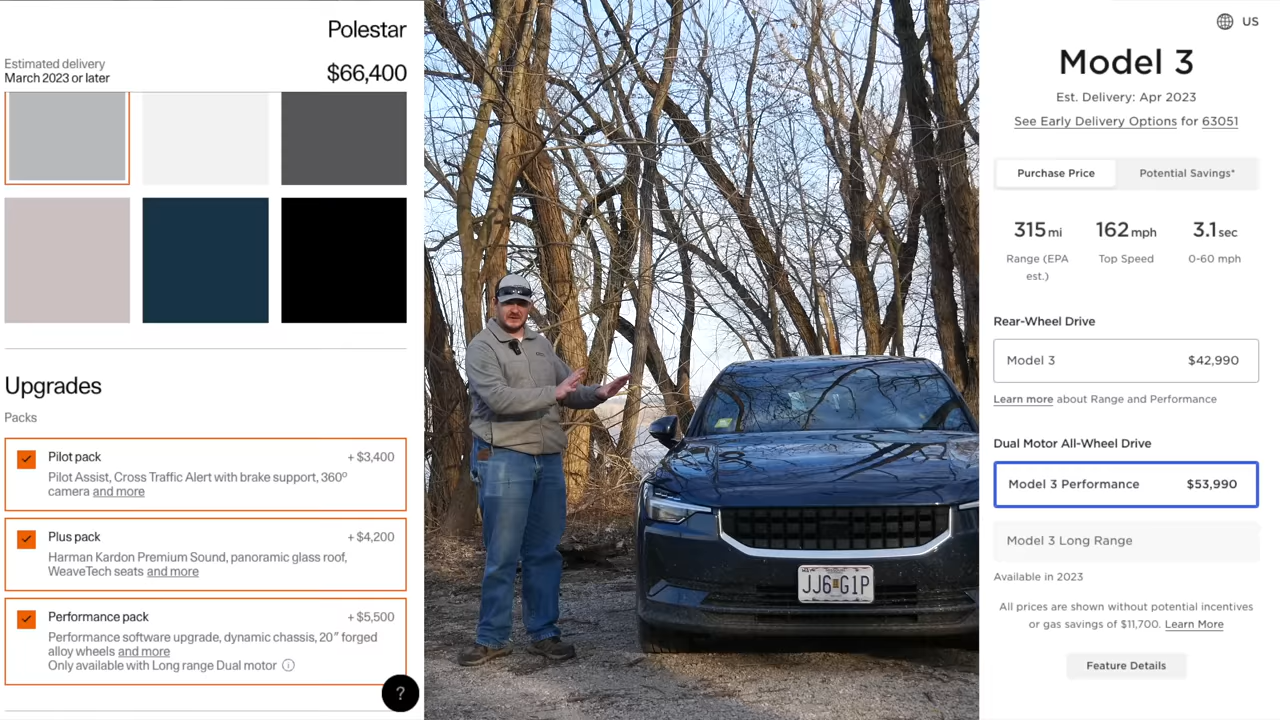 Polestar
Estimated delivery
March 2023 or later
$66,400
Upgrades
Packs
Pilot pack
+ $3,400
Pilot Assist, Cross Traffic Alert with brake support, 360º
camera and more
Plus pack
+ $4,200
Harman Kardon Premium Sound, panoramic glass roof,
WeaveTech seats and more
Performance pack
+ $5,500
Performance software upgrade, dynamic chassis, 20″ forged
alloy wheels and more
Only available with Long range Dual motor
?
JJ6 G1P
US
Model 3
Est. Delivery: Apr 2023
See Early Delivery Options for 63051
Purchase Price
Potential Savings*
315 mi
162 mph
3.1 sec
Range (EPA
est.)
Top Speed
0-60 mph
Rear-Wheel Drive
Model 3
$42,990
Learn more about Range and Performance
Dual Motor All-Wheel Drive
Model 3 Performance
$53,990
Model 3 Long Range
Available in 2023
All prices are shown without potential incentives
or gas savings of $11,700. Learn More
Feature Details